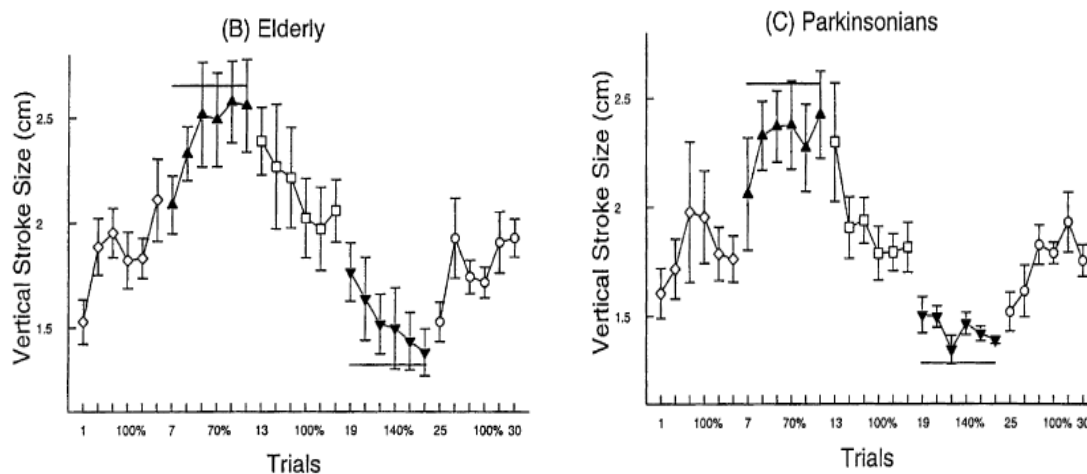 (B) Elderly
Vertical Stroke Size (cm)
2.5
2
1.5
1 100% 7 70% 13 100% 19 140% 25 100% 30
Trials
(C) Parkinsonians
Vertical Stroke Size (cm)
2.5
2
1.5
1 100% 7 70% 13 100% 19 140% 25 100% 30
Trials